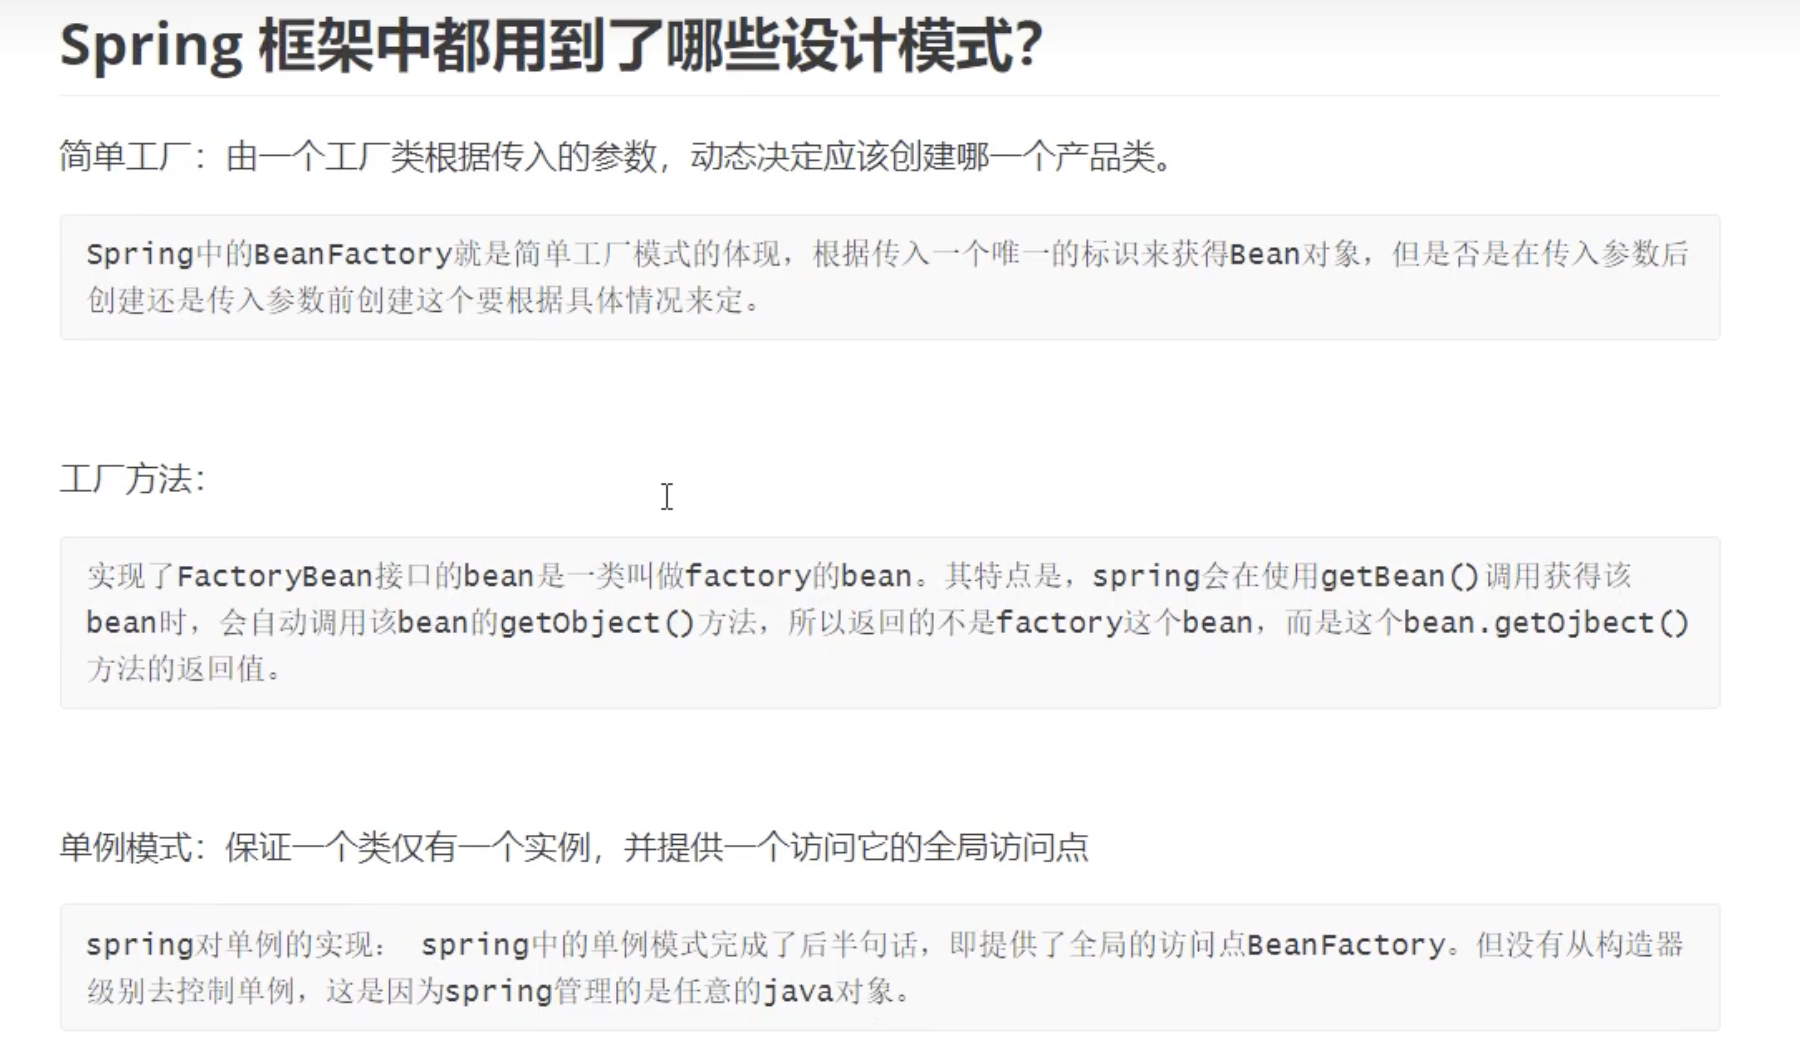 Spring 框架中都用到了哪些设计模式?
简单工厂：由一个工厂类根据传入的参数，动态决定应该创建哪一个产品类。
Spring中的BeanFactory就是简单工厂模式的体现，根据传入一个唯一的标识来获得Bean对象，但是否是在传入参数后
创建还是传入参数前创建这个要根据具体情况来定。
工厂方法：
实现了FactoryBean接口的bean是一类叫做factory的bean。其特点是，spring会在使用getBean()调用获得该
bean时，会自动调用该bean的getObject()方法，所以返回的不是factory这个bean，而是这个bean.getOjbect()
方法的返回值。
单例模式：保证一个类仅有一个实例，并提供一个访问它的全局访问点
spring对单例的实现： spring中的单例模式完成了后半句话，即提供了全局的访问点BeanFactory。但没有从构造器
级别去控制单例，这是因为spring管理的是任意的java对象。